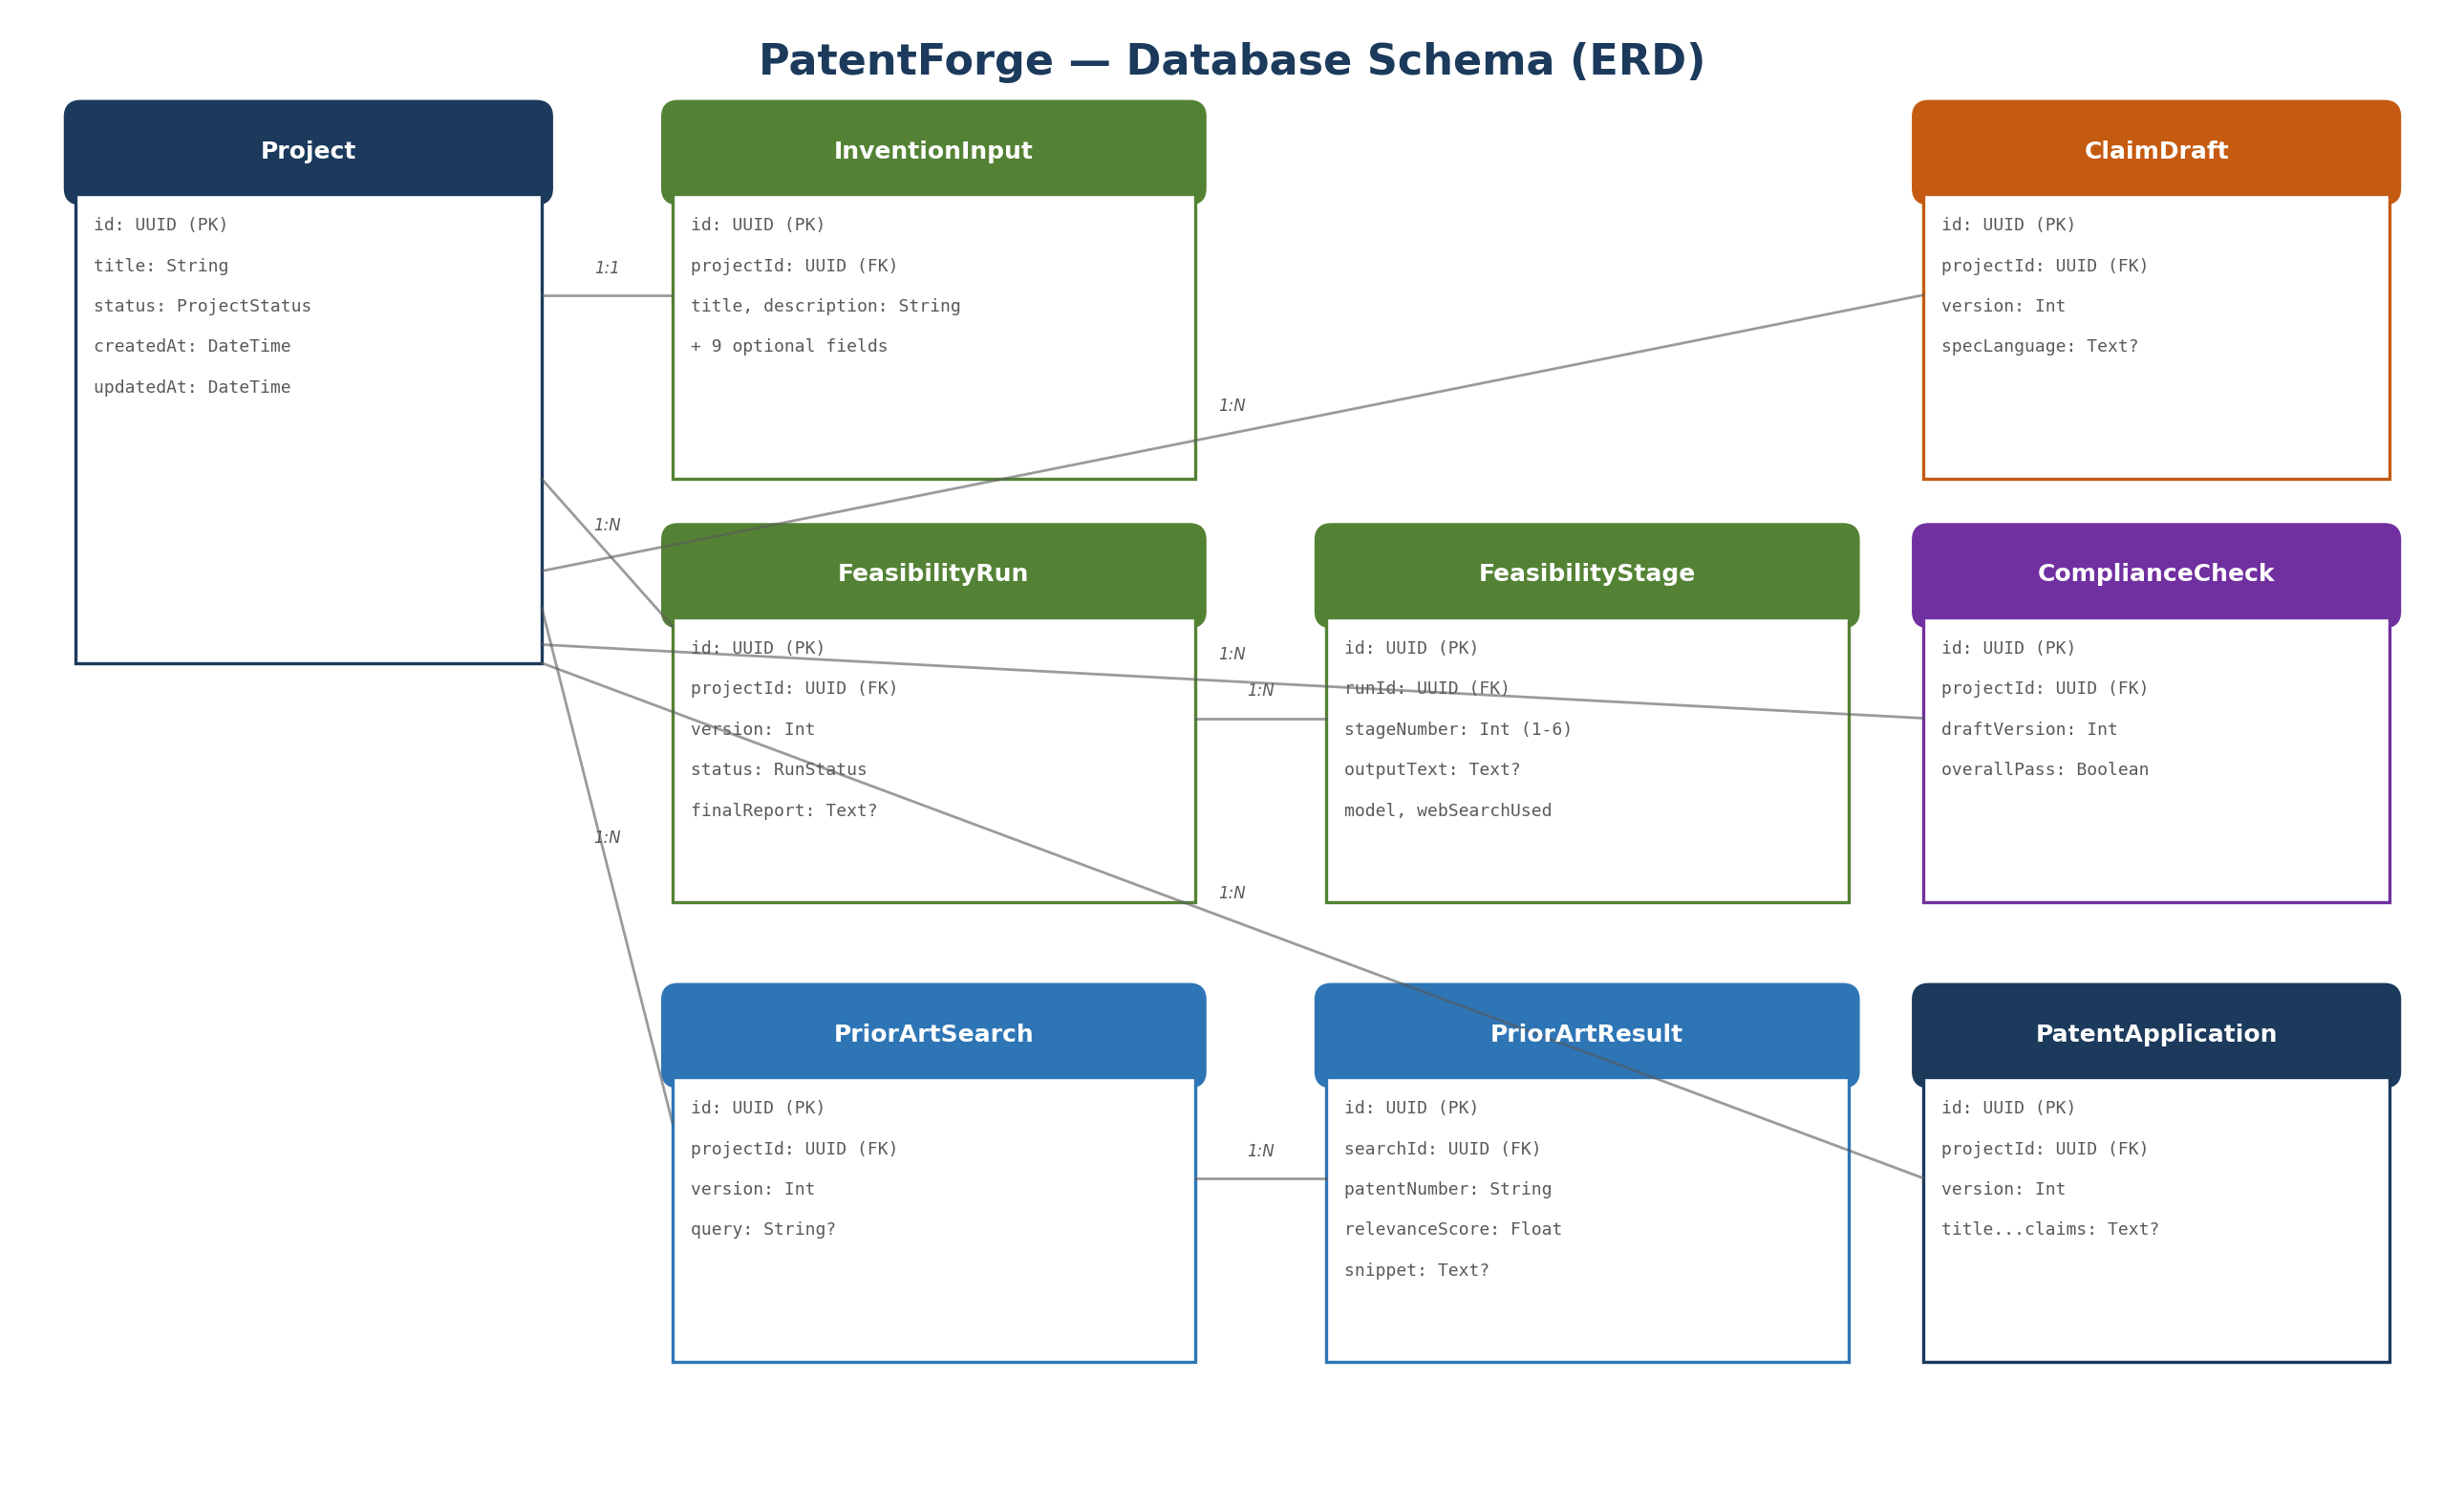 PatentForge — Database Schema (ERD)
Project
id: UUID (PK)
title: String
status: ProjectStatus
createdAt: DateTime
updatedAt: DateTime
1:1
InventionInput
id: UUID (PK)
projectId: UUID (FK)
title, description: String
+ 9 optional fields
1:N
ClaimDraft
id: UUID (PK)
projectId: UUID (FK)
version: Int
specLanguage: Text?
1:N
FeasibilityRun
id: UUID (PK)
projectId: UUID (FK)
version: Int
status: RunStatus
finalReport: Text?
1:N
1:N
FeasibilityStage
id: UUID (PK)
runId: UUID (FK)
stageNumber: Int (1-6)
outputText: Text?
model, webSearchUsed
ComplianceCheck
id: UUID (PK)
projectId: UUID (FK)
draftVersion: Int
overallPass: Boolean
1:N
1:N
PriorArtSearch
id: UUID (PK)
projectId: UUID (FK)
version: Int
query: String?
1:N
PriorArtResult
id: UUID (PK)
searchId: UUID (FK)
patentNumber: String
relevanceScore: Float
snippet: Text?
PatentApplication
id: UUID (PK)
projectId: UUID (FK)
version: Int
title...claims: Text?